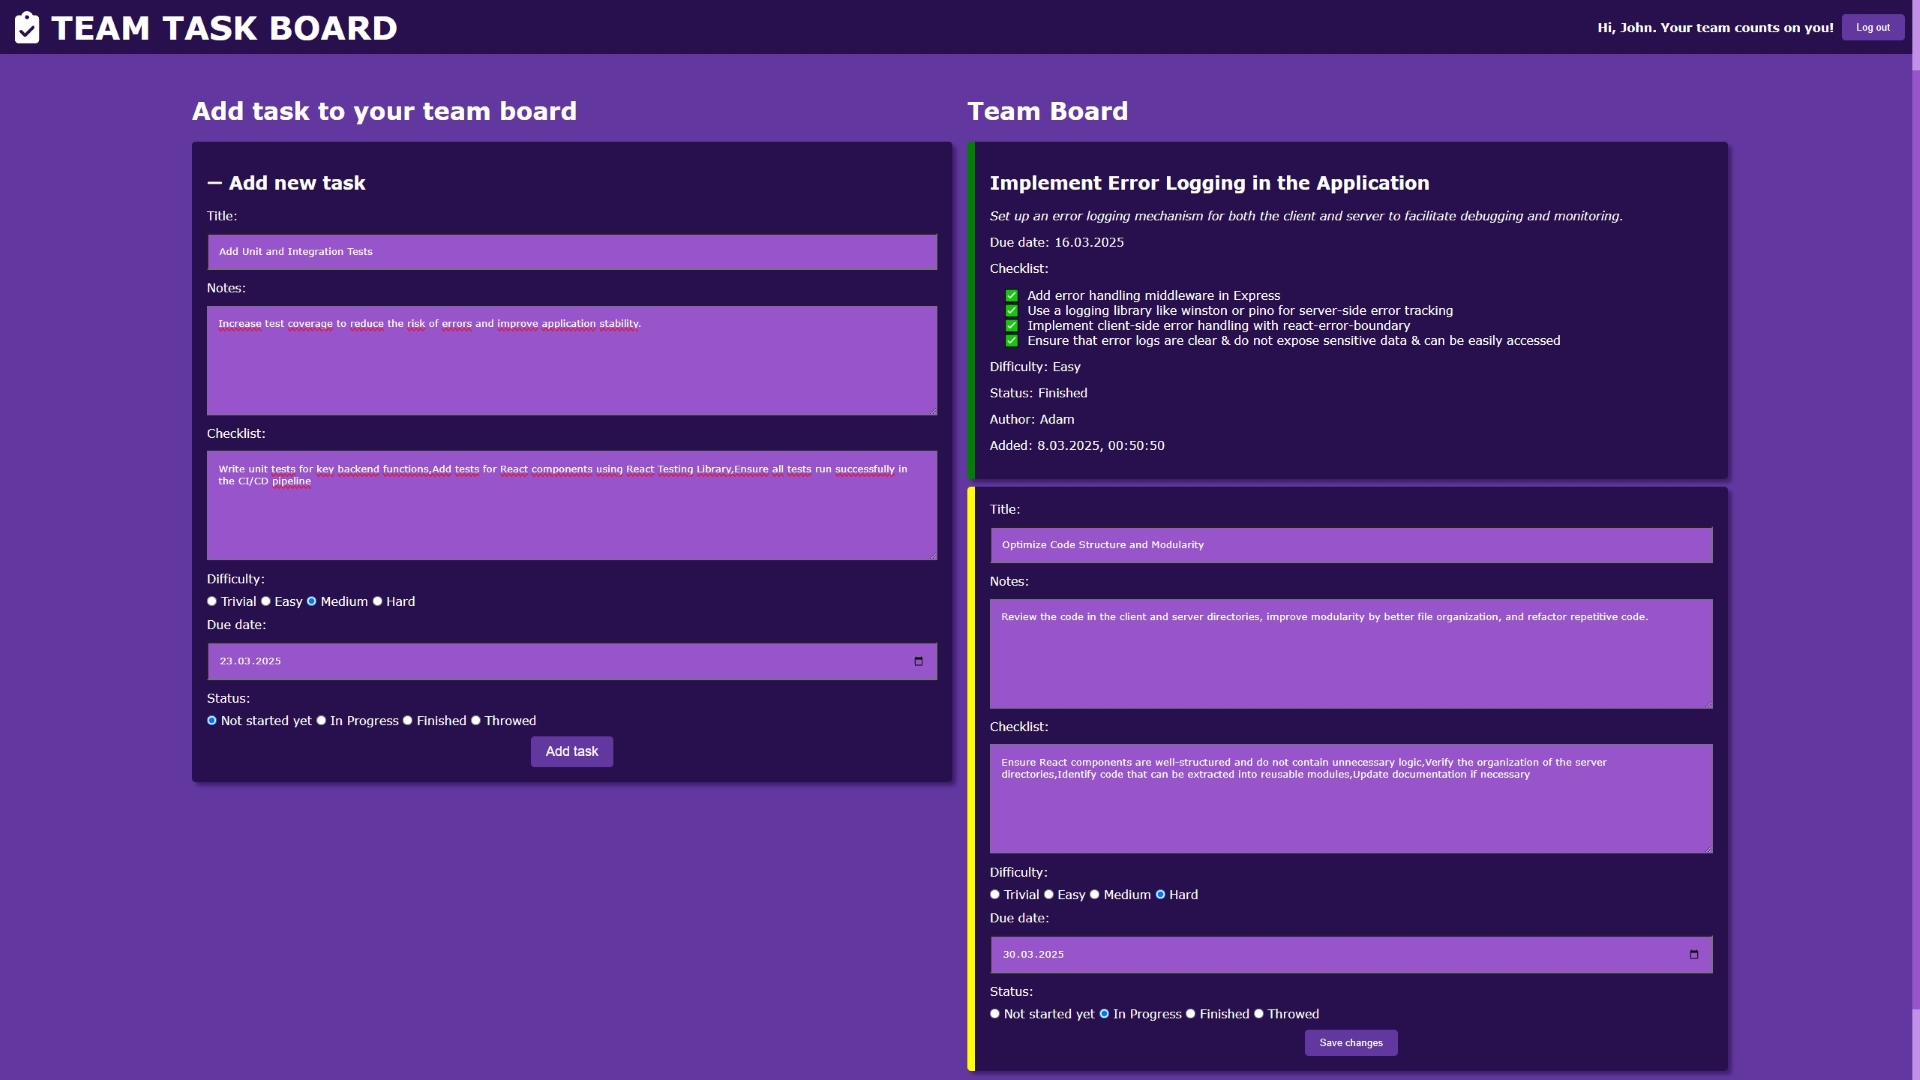 TEAM TASK BOARD
Hi, John. Your team counts on you!
Log out
Add task to your team board
— Add new task
Title:
Add Unit and Integration Tests
Notes:
Increase test coverage to reduce the risk of errors and improve application stability.
Checklist:
Write unit tests for key backend functions,Add tests for React components using React Testing Library,Ensure all tests run successfully in
the CI/CD pipeline
Difficulty:
Trivial Easy Medium Hard
Due date:
23.03.2025
Status:
Not started yet In Progress Finished Throwed
Add task
Team Board
Implement Error Logging in the Application
Set up an error logging mechanism for both the client and server to facilitate debugging and monitoring.
Due date: 16.03.2025
Checklist:
Add error handling middleware in Express
Use a logging library like winston or pino for server-side error tracking
Implement client-side error handling with react-error-boundary
Ensure that error logs are clear & do not expose sensitive data & can be easily accessed
Difficulty: Easy
Status: Finished
Author: Adam
Added: 8.03.2025, 00:50:50
Title:
Optimize Code Structure and Modularity
Notes:
Review the code in the client and server directories, improve modularity by better file organization, and refactor repetitive code.
Checklist:
Ensure React components are well-structured and do not contain unnecessary logic,Verify the organization of the server
directories,Identify code that can be extracted into reusable modules,Update documentation if necessary
Difficulty:
Trivial Easy Medium Hard
Due date:
30.03.2025
Status:
Not started yet In Progress Finished Throwed
Save changes